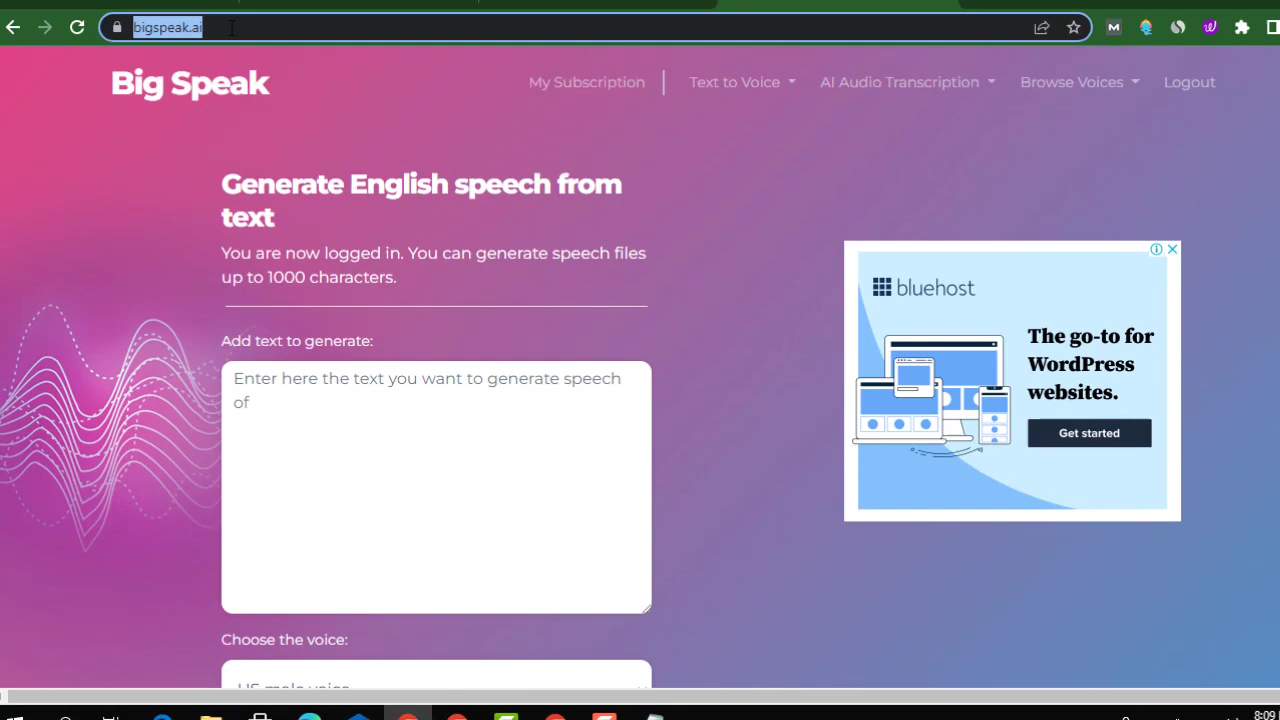 bigspeak.ai
Big Speak
My Subscription
Text to Voice
AI Audio Transcription
Browse Voices
Logout
Generate English speech from
text
You are now logged in. You can generate speech files
up to 1000 characters.
Add text to generate:
Enter here the text you want to generate speech
of
bluehost
The go-to for
WordPress
websites.
Get started
Choose the voice:
US male voice
8:09